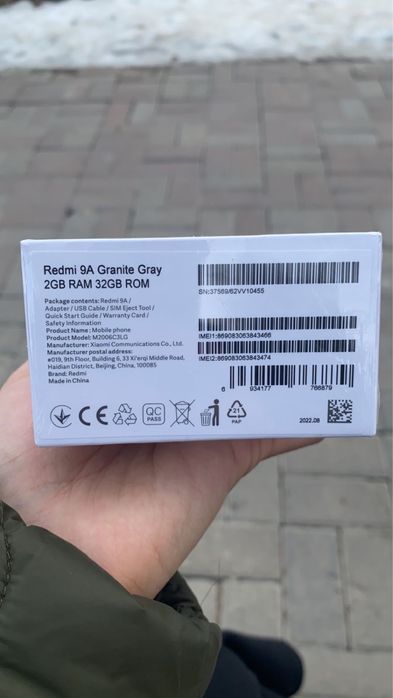 Redmi 9A Granite Gray
2GB RAM 32GB ROM
Package contents: Redmi 9A /
Adapter / USB Cable / SIM Eject Tool /
Quick Start Guide / Warranty Card /
Safety Information
Product Name : Mobile phone
Product Model: M2006C3LG
Manufacturer: Xiaomi Communications Co., Ltd.
Manufacturer postal address:
#019, 9th Floor, Building 6, 33 Xi'erqi Middle Road,
Haidian District, Beijing, China, 100085
Brand: Redmi
Made in China
SN:37569/62VV10455
IMEI1:869083063843466
IMEI2:869083063843474
6 934177 766879
CE
QC
PASS
21
PAP
2022.08